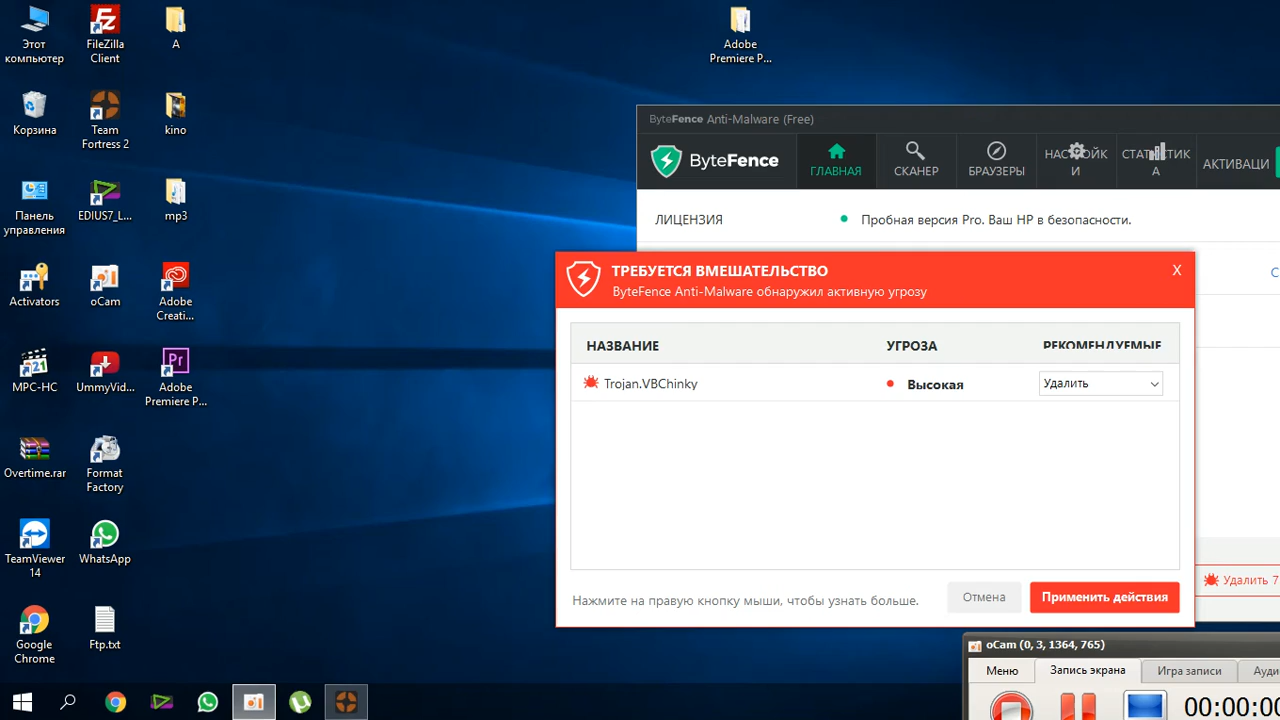 Этот
компьютер
FileZilla
Client
A
Adobe
Premiere P...
Корзина
Team
Fortress 2
kino
Панель
управления
EDIUS7_L...
mp3
Activators
oCam
Adobe
Creati...
MPC-HC
UmmyVid...
Adobe
Premiere P...
Overtime.rar
Format
Factory
TeamViewer
14
WhatsApp
Google
Chrome
Ftp.txt
ByteFence Anti-Malware (Free)
ByteFence
ГЛАВНАЯ
СКАНЕР
БРАУЗЕРЫ
НАСТРОЙК
И
СТАТИСТИК
А
АКТИВАЦИ
ЛИЦЕНЗИЯ
Пробная версия Pro. Ваш HP в безопасности.
С
ТРЕБУЕТСЯ ВМЕШАТЕЛЬСТВО
X
ByteFence Anti-Malware обнаружил активную угрозу
НАЗВАНИЕ
УГРОЗА
РЕКОМЕНДУЕМЫЕ
Trojan.VBChinky
Высокая
Удалить
Нажмите на правую кнопку мыши, чтобы узнать больше.
Отмена
Применить действия
Удалить 7
oCam (0, 3, 1364, 765)
Меню
Запись экрана
Игра записи
Ауди
00:00:0